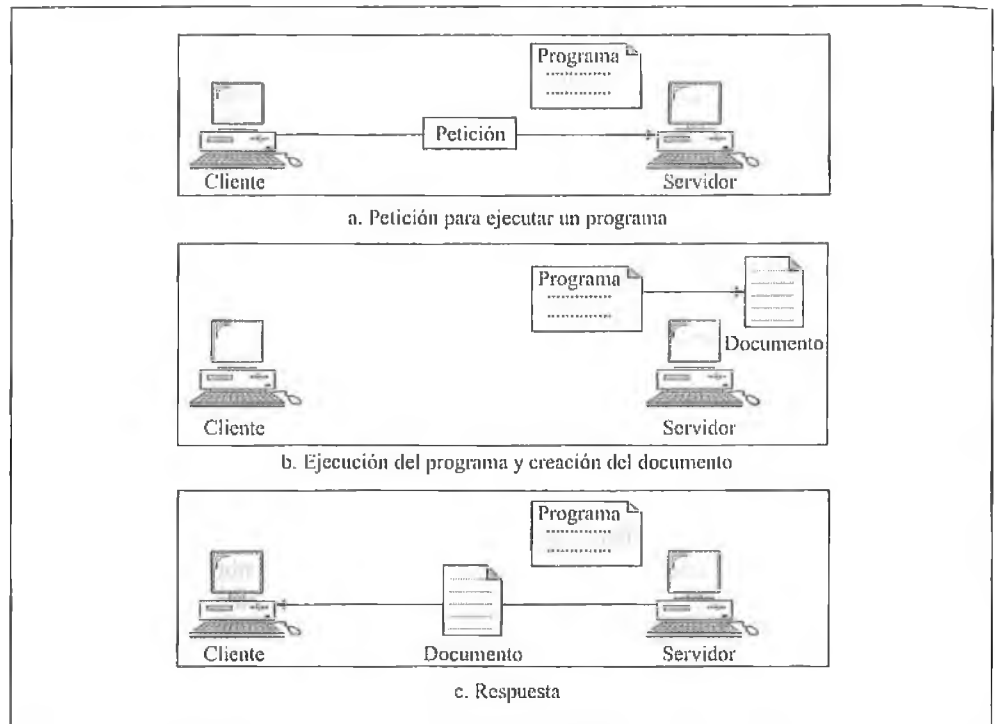 Programa
Petición
Cliente
Servidor
a. Petición para ejecutar un programa
Programa
Documento
Cliente
Servidor
b. Ejecución del programa y creación del documento
Programa
Cliente
Documento
Servidor
c. Respuesta